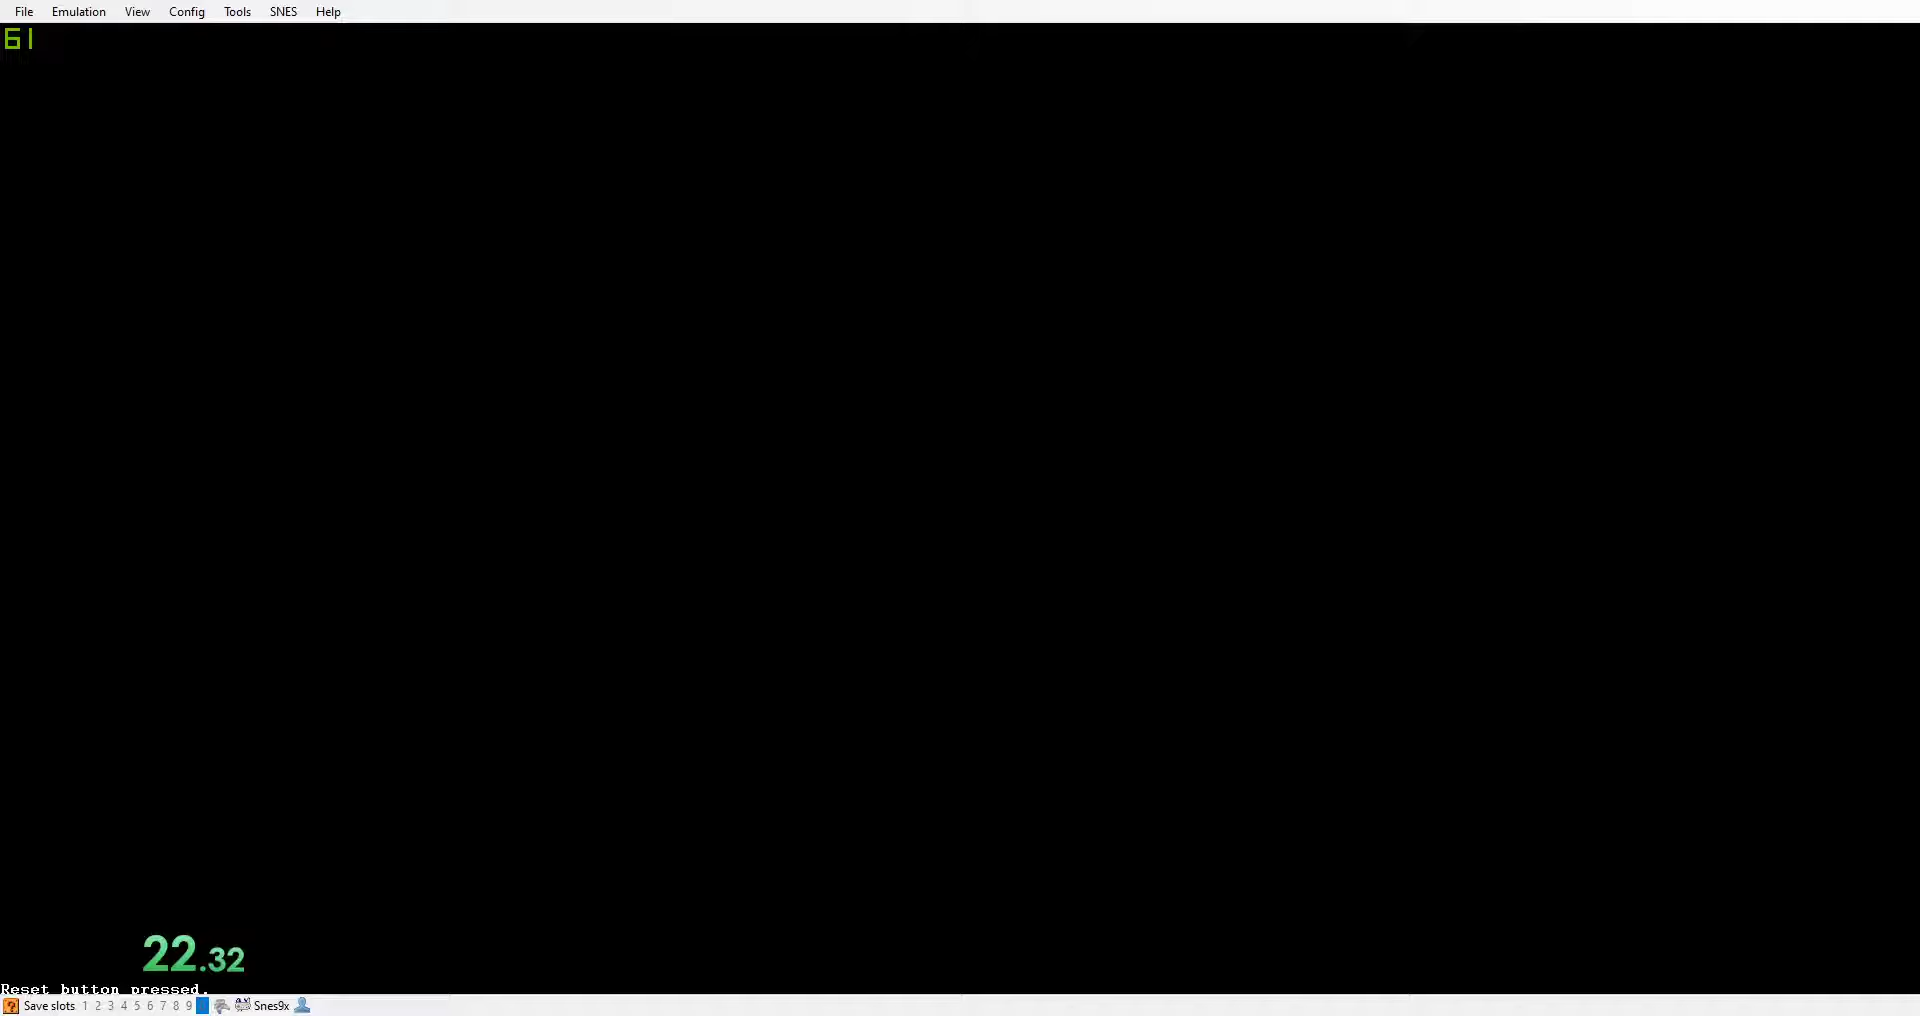 File Emulation View Config Tools SNES Help
61
22.32
Reset button pressed.
Save slots 1 2 3 4 5 6 7 8 9 Snes9x